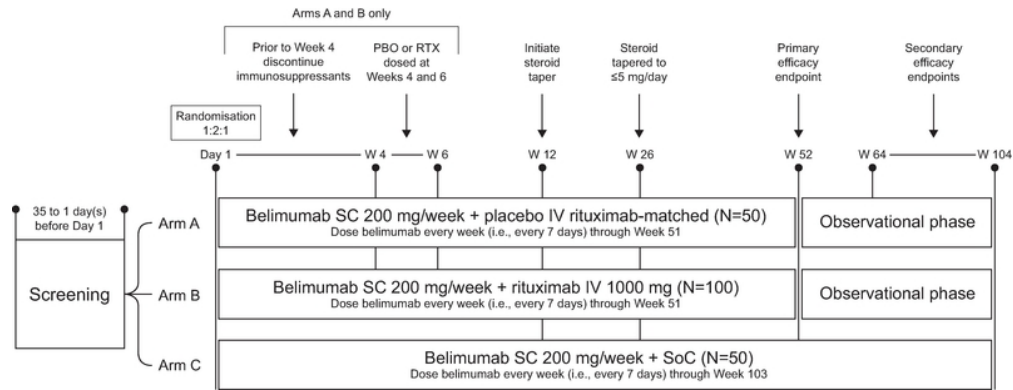 Arms A and B only
Prior to Week 4
discontinue
immunosuppressants
PBO or RTX
dosed at
Weeks 4 and 6
Initiate
steroid
taper
Steroid
tapered to
≤5 mg/day
Primary
efficacy
endpoint
Secondary
efficacy
endpoints
Randomisation
1:2:1
Day 1 W 4 W 6 W 12 W 26 W 52 W 64 W 104
35 to 1 day(s)
before Day 1
Screening
Arm A
Belimumab SC 200 mg/week + placebo IV rituximab-matched (N=50)
Dose belimumab every week (i.e., every 7 days) through Week 51
Observational phase
Arm B
Belimumab SC 200 mg/week + rituximab IV 1000 mg (N=100)
Dose belimumab every week (i.e., every 7 days) through Week 51
Observational phase
Arm C
Belimumab SC 200 mg/week + SoC (N=50)
Dose belimumab every week (i.e., every 7 days) through Week 103